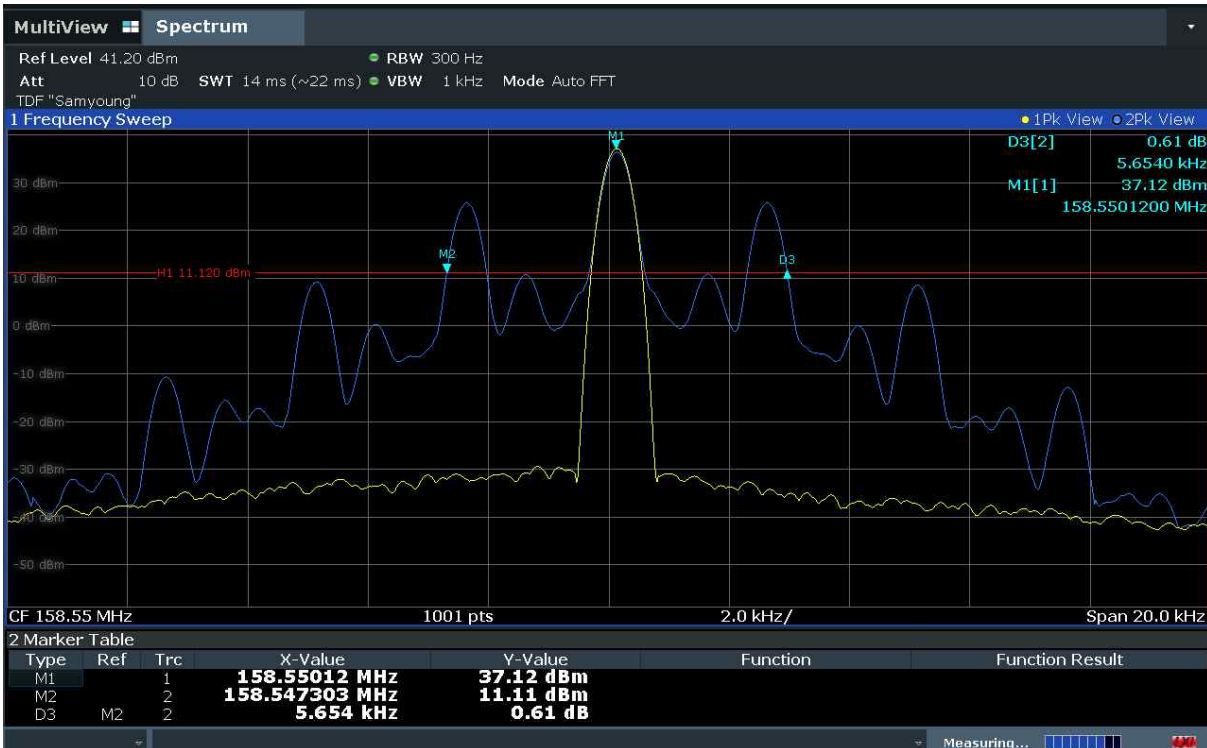 MultiView Spectrum
Ref Level 41.20 dBm RBW 300 Hz
Att 10 dB SWT 14 ms (~22 ms) VBW 1 kHz Mode Auto FFT
TDF "Samyoung"
1 Frequency Sweep 1Pk View 2Pk View
M1
D3[2] 0.61 dB
5.6540 kHz
M1[1] 37.12 dBm
158.5501200 MHz
30 dBm
20 dBm
M2
D3
H1 11.120 dBm
10 dBm
0 dBm
-10 dBm
-20 dBm
-30 dBm
-40 dBm
-50 dBm
CF 158.55 MHz 1001 pts 2.0 kHz/ Span 20.0 kHz
2 Marker Table
Type Ref Trc X-Value Y-Value Function Function Result
M1 1 158.55012 MHz 37.12 dBm
M2 2 158.547303 MHz 11.11 dBm
D3 M2 2 5.654 kHz 0.61 dB
Measuring...